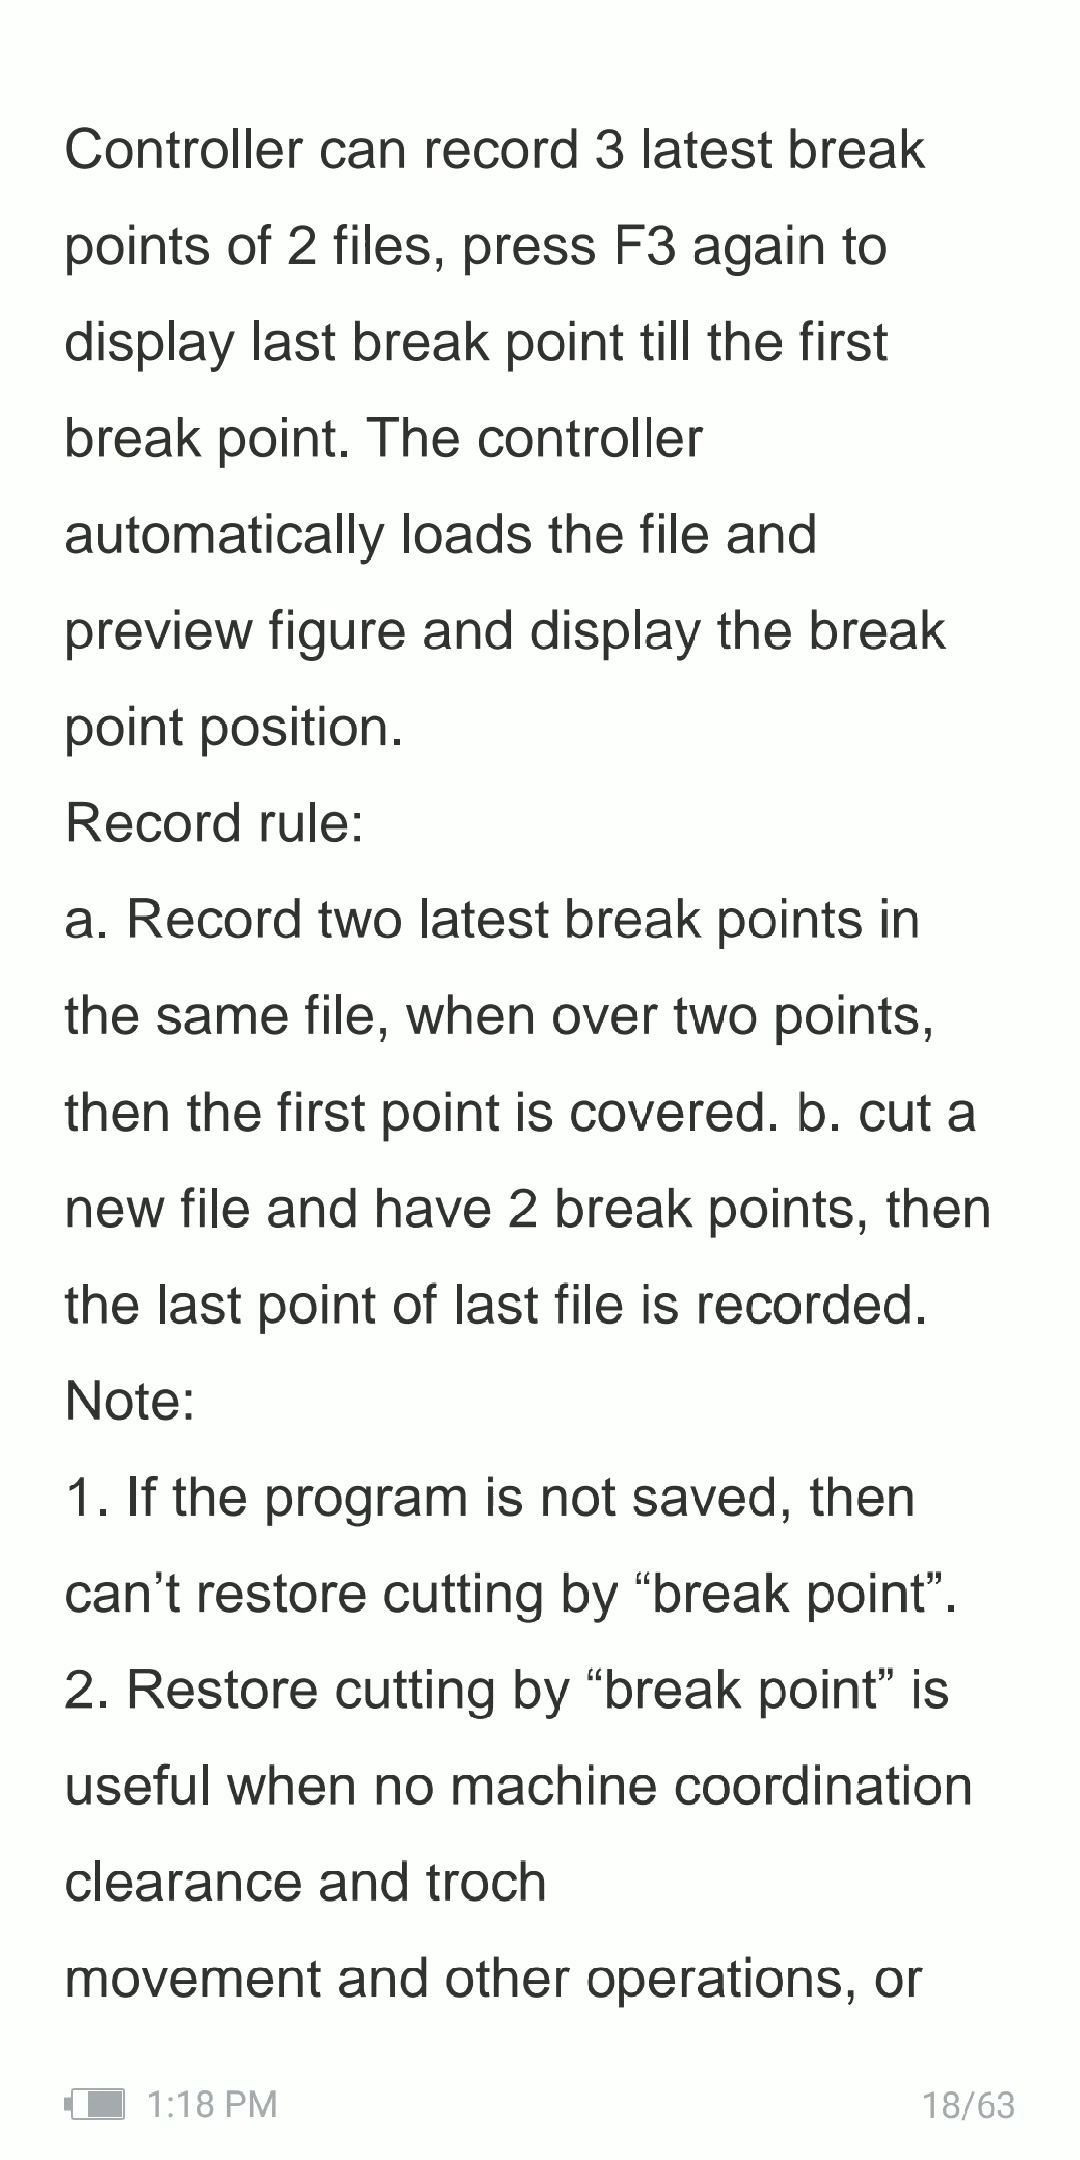 Controller can record 3 latest break
points of 2 files, press F3 again to
display last break point till the first
break point. The controller
automatically loads the file and
preview figure and display the break
point position.
Record rule:
a. Record two latest break points in
the same file, when over two points,
then the first point is covered. b. cut a
new file and have 2 break points, then
the last point of last file is recorded.
Note:
1. If the program is not saved, then
can’t restore cutting by “break point”.
2. Restore cutting by “break point” is
useful when no machine coordination
clearance and troch
movement and other operations, or
1:18 PM
18/63